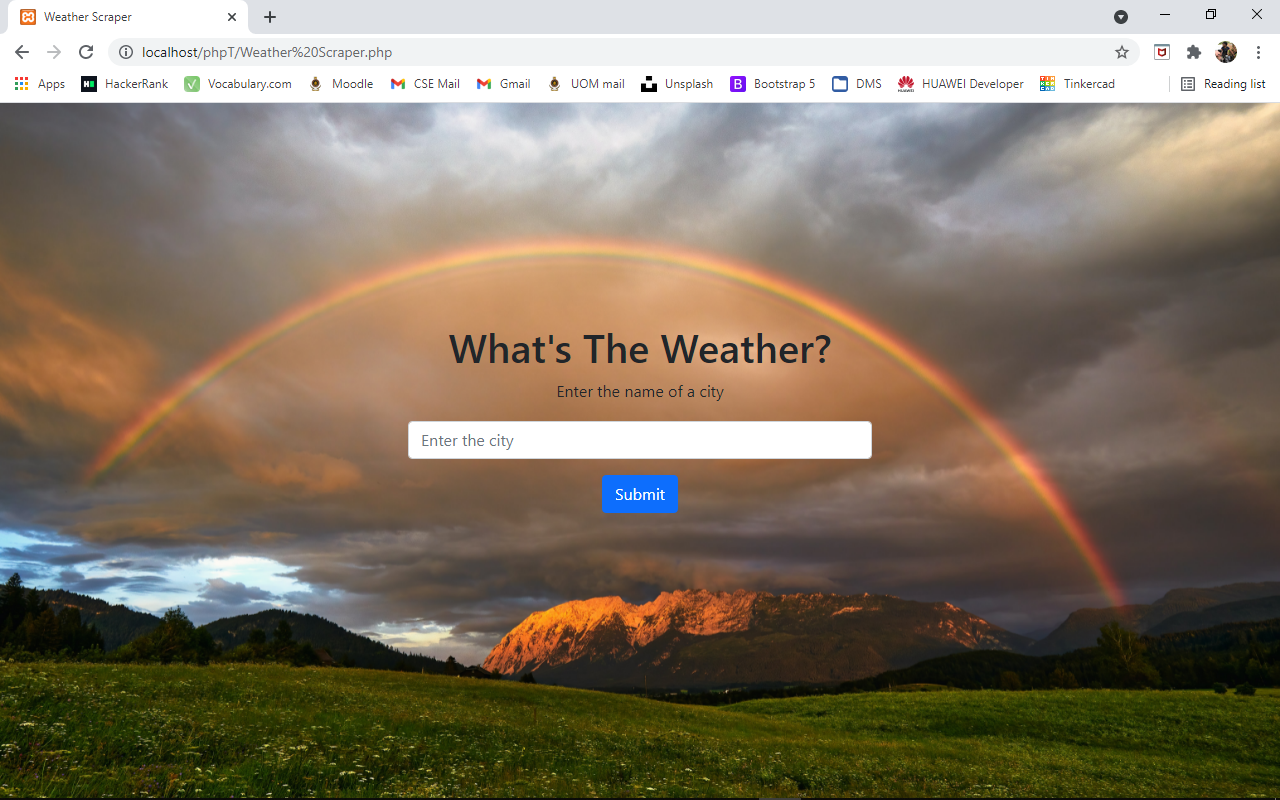 Weather Scraper
localhost/phpT/Weather%20Scraper.php
Apps HackerRank Vocabulary.com Moodle CSE Mail Gmail UOM mail Unsplash Bootstrap 5 DMS HUAWEI Developer Tinkercad Reading list
What's The Weather?
Enter the name of a city
Enter the city
Submit